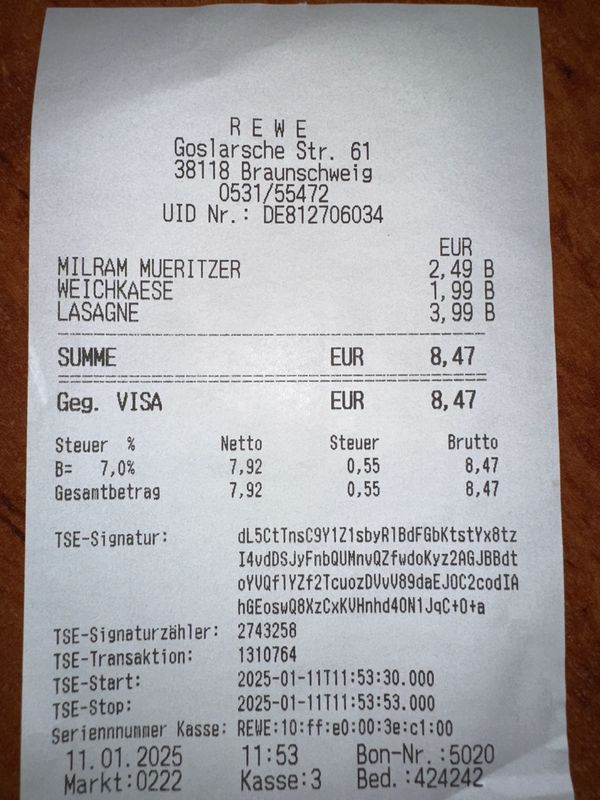 R E W E
Goslarsche Str. 61
38118 Braunschweig
0531/55472
UID Nr.: DE812706034
EUR
MILRAM MUERITZER 2,49 B
WEICHKAESE 1,99 B
LASAGNE 3,99 B
SUMME EUR 8,47
Geg. VISA EUR 8,47
Steuer % Netto Steuer Brutto
B= 7,0% 7,92 0,55 8,47
Gesamtbetrag 7,92 0,55 8,47
TSE-Signatur: dL5CtTnsC9Y1Z1sbyR1BdFGbKtstYx8tz
I4vdDSJyFnbQUMnvQZfwdoKyz2AGJBBdt
oYVQflYZf2TcuozDVvV89daEJ0C2codIA
hGEoswQ8XzCxKVHnhd40N1JqC+0+a
TSE-Signaturzähler: 2743258
TSE-Transaktion: 1310764
TSE-Start: 2025-01-11T11:53:30.000
TSE-Stop: 2025-01-11T11:53:53.000
Seriennnummer Kasse: REWE:10:ff:e0:00:3e:c1:00
11.01.2025 11:53 Bon-Nr.:5020
Markt:0222 Kasse:3 Bed.:424242